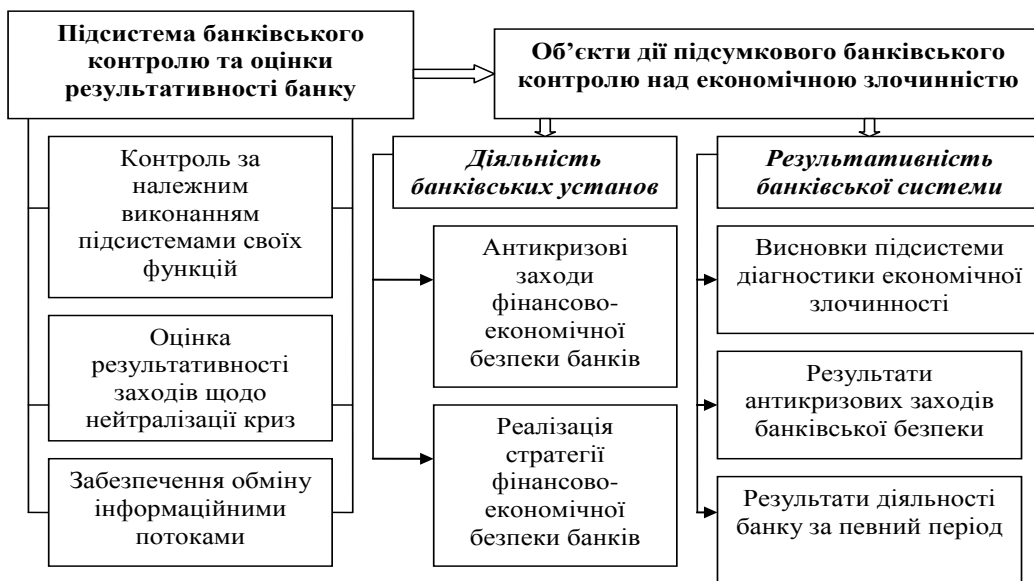 Підсистема банківського
контролю та оцінки
результативності банку
Об’єкти дії підсумкового банківського
контролю над економічною злочинністю
Контроль за
належним
виконанням
підсистемами своїх
функцій
Оцінка
результативності
заходів щодо
нейтралізації криз
Забезпечення обміну
інформаційними
потоками
Діяльність
банківських установ
Антикризові
заходи
фінансово-
економічної
безпеки банків
Реалізація
стратегії
фінансово-
економічної
безпеки банків
Результативність
банківської системи
Висновки підсистеми
діагностики економічної
злочинності
Результати
антикризових заходів
банківської безпеки
Результати діяльності
банку за певний період